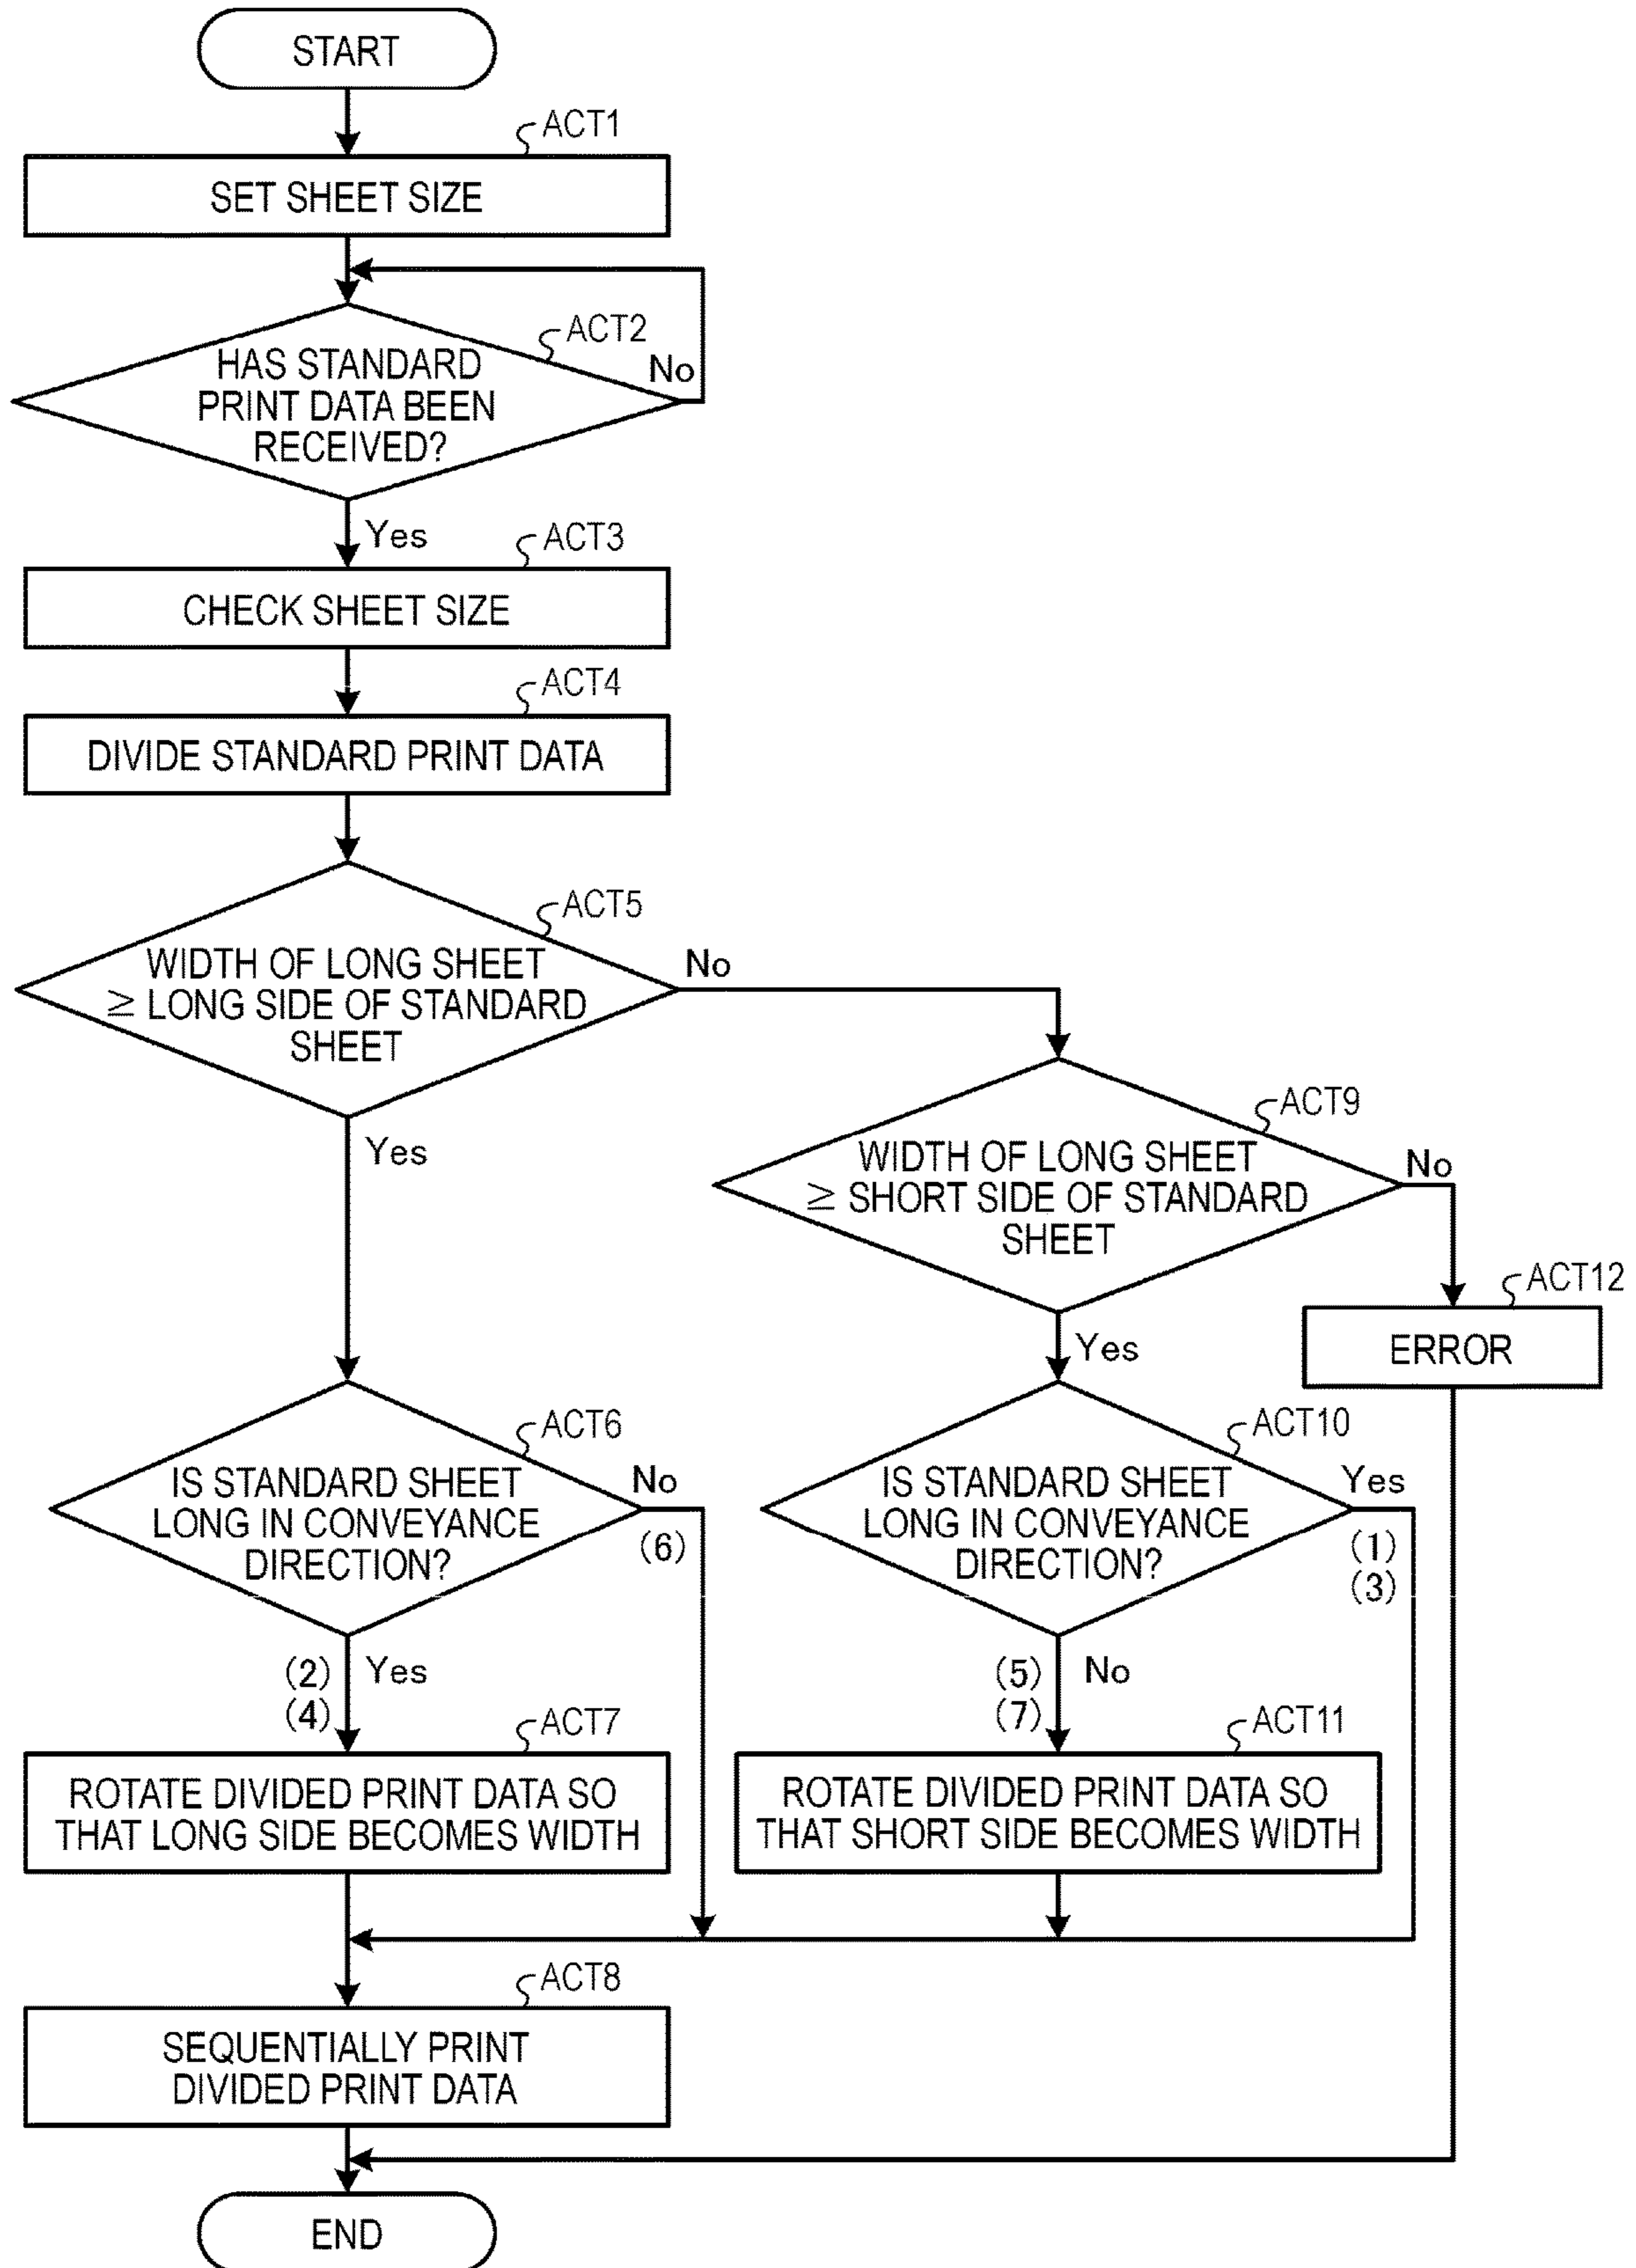 START
ACT1
SET SHEET SIZE
ACT2
HAS STANDARD
PRINT DATA BEEN
RECEIVED?
No
Yes
ACT3
CHECK SHEET SIZE
ACT4
DIVIDE STANDARD PRINT DATA
ACT5
WIDTH OF LONG SHEET
≥ LONG SIDE OF STANDARD
SHEET
No
Yes
ACT9
WIDTH OF LONG SHEET
≥ SHORT SIDE OF STANDARD
SHEET
No
Yes
ACT12
ERROR
ACT6
IS STANDARD SHEET
LONG IN CONVEYANCE
DIRECTION?
No
(6)
(2)
(4)
Yes
ACT10
IS STANDARD SHEET
LONG IN CONVEYANCE
DIRECTION?
Yes
(1)
(3)
(5)
(7)
No
ACT7
ROTATE DIVIDED PRINT DATA SO
THAT LONG SIDE BECOMES WIDTH
ACT11
ROTATE DIVIDED PRINT DATA SO
THAT SHORT SIDE BECOMES WIDTH
ACT8
SEQUENTIALLY PRINT
DIVIDED PRINT DATA
END